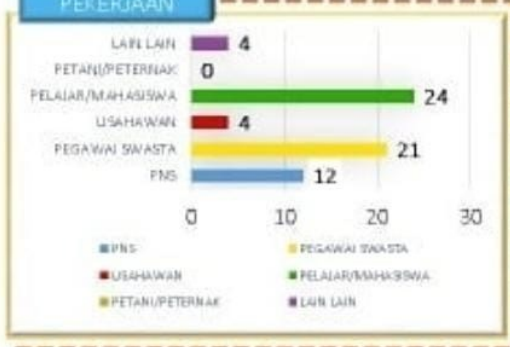 PEKERJAAN
LAIN LAIN 4
PETANI/PETERNAK 0
PELAJAR/MAHASISWA 24
USAHAWAN 4
PEGAWAI SWASTA 21
PNS 12
0 10 20 30
PNS PEGAWAI SWASTA
USAHAWAN PELAJAR/MAHASISWA
PETANI/PETERNAK LAIN LAIN